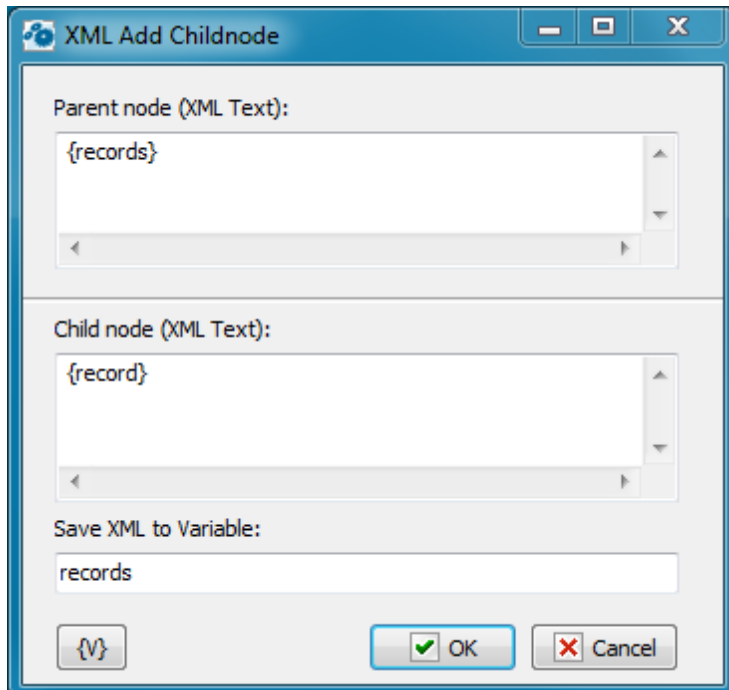 XML Add Childnode
Parent node (XML Text):
{records}
Child node (XML Text):
{record}
Save XML to Variable:
records
{V}
OK
Cancel